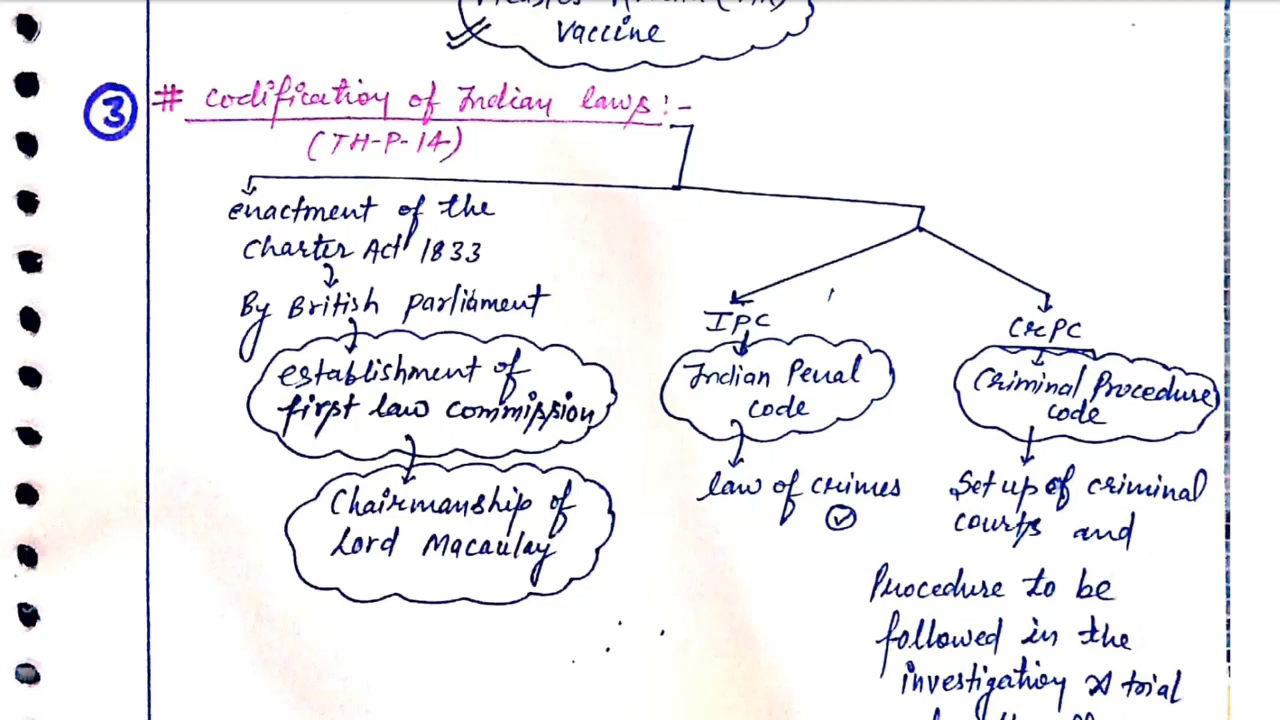 Vaccine
③ # Codification of Indian laws:-
(TH-P-14)
enactment of the
Charter Act 1833
By British parliament
establishment of
first law commission
Chairmanship of
Lord Macaulay
IPC
Indian Penal
code
law of crimes
CrPC
Criminal Procedure
code
Set up of criminal
courts and
Procedure to be
followed in the
investigation & trial